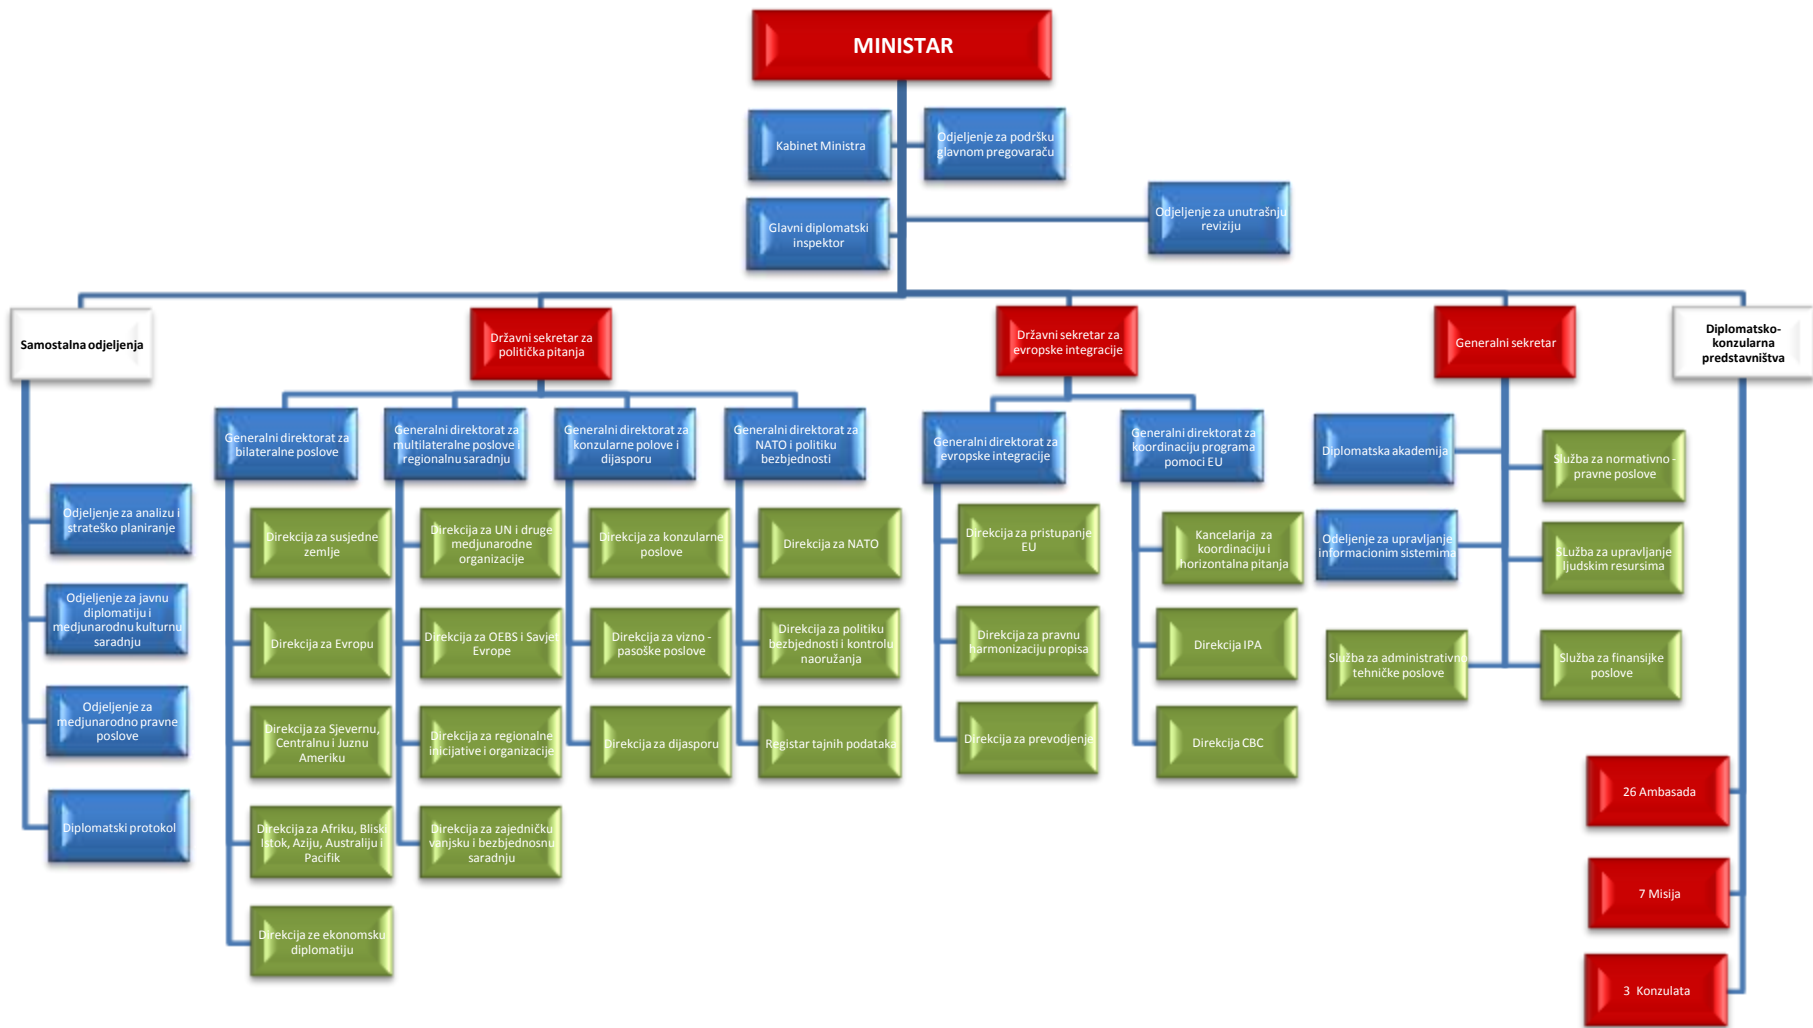 MINISTAR
Kabinet Ministra
Odjeljenje za podršku
glavnom pregovaraču
Glavni diplomatski
inspektor
Odjeljenje za unutrašnju
reviziju
Samostalna odjeljenja
Državni sekretar za
politička pitanja
Državni sekretar za
evropske integracije
Generalni sekretar
Diplomatsko-
konzularna
predstavništva
Generalni direktorat za
bilateralne poslove
Generalni direktorat za
multilateralne poslove i
regionalnu saradnju
Generalni direktorat za
konzularne polove i
dijasporu
Generalni direktorat za
NATO i politiku
bezbjednosti
Generalni direktorat za
evropske integracije
Generalni direktorat za
koordinaciju programa
pomoci EU
Diplomatska akademija
Služba za normativno -
pravne poslove
Odjeljenje za analizu i
strateško planiranje
Direkcija za susjedne
zemlje
Direkcija za UN i druge
medjunarodne
organizacije
Direkcija za konzularne
poslove
Direkcija za NATO
Direkcija za pristupanje
EU
Kancelarija za
koordinaciju i
horizontalna pitanja
Odeljenje za upravljanje
informacionim sistemima
SLužba za upravljanje
ljudskim resursima
Odjeljenje za javnu
diplomatiju i
medjunarodnu kulturnu
saradnju
Direkcija za Evropu
Direkcija za OEBS i Savjet
Evrope
Direkcija za vizno -
pasoške poslove
Direkcija za politiku
bezbjednosti i kontrolu
naoružanja
Direkcija za pravnu
harmonizaciju propisa
Direkcija IPA
Služba za administrativno
tehničke poslove
Služba za finansijke
poslove
Odjeljenje za
medjunarodno pravne
poslove
Direkcija za Sjevernu,
Centralnu i Juznu
Ameriku
Direkcija za regionalne
inicijative i organizacije
Direkcija za dijasporu
Registar tajnih podataka
Direkcija za prevodjenje
Direkcija CBC
26 Ambasada
Diplomatski protokol
Direkcija za Afriku, Bliski
Istok, Aziju, Australiju i
Pacifik
Direkcija za zajedničku
vanjsku i bezbjednosnu
saradnju
7 Misija
Direkcija ze ekonomsku
diplomatiju
3 Konzulata